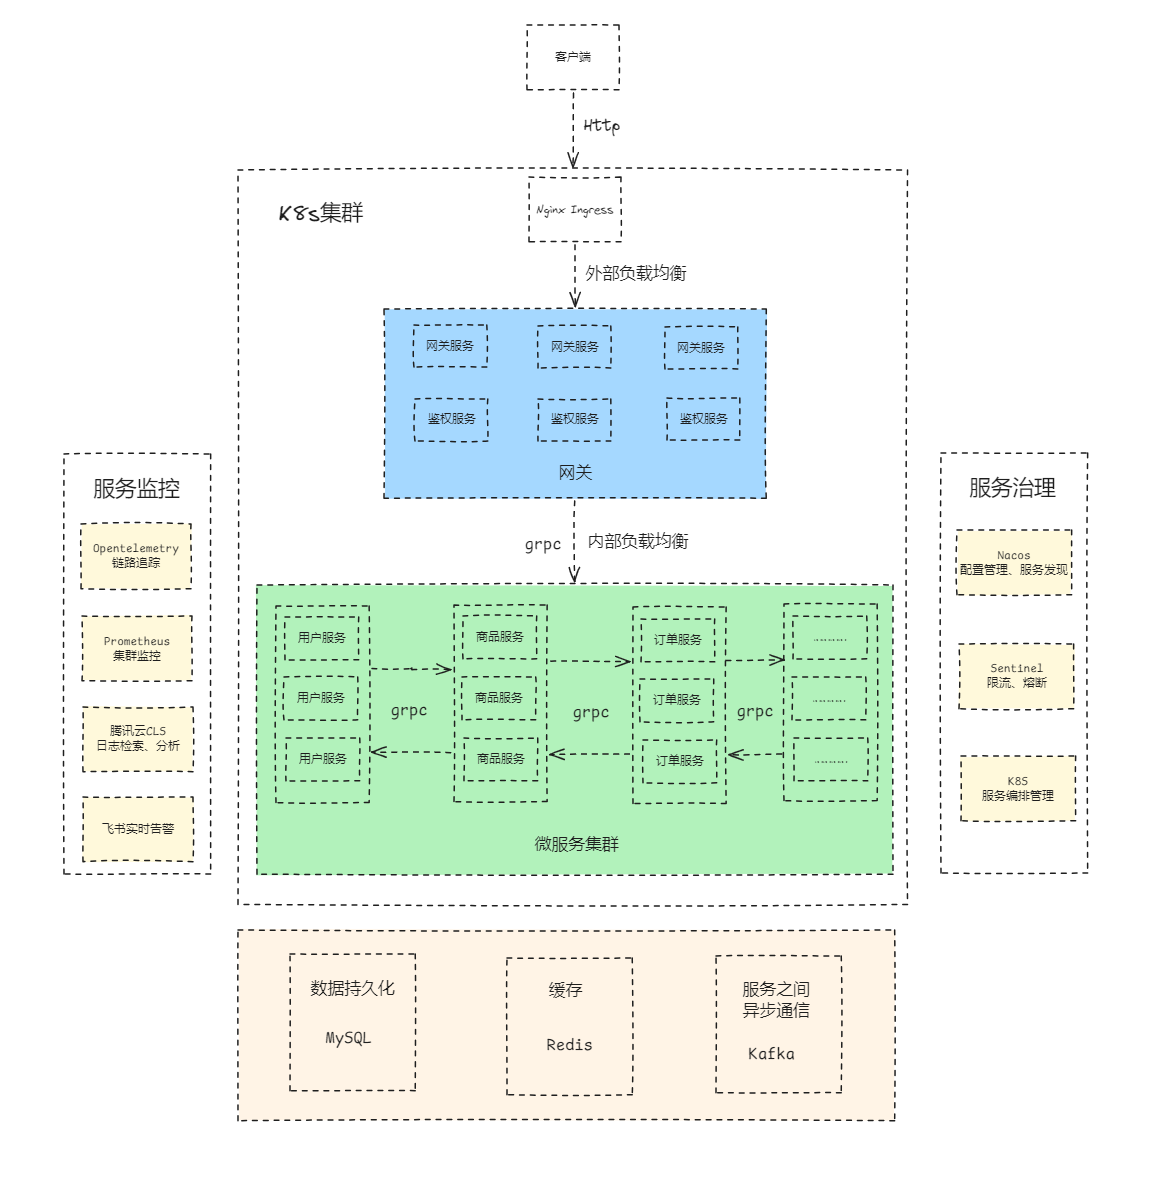 客户端
Http
K8s集群
Nginx Ingress
外部负载均衡
网关服务
网关服务
网关服务
鉴权服务
鉴权服务
鉴权服务
网关
grpc
内部负载均衡
服务监控
Opentelemetry
链路追踪
Prometheus
集群监控
腾讯云CLS
日志检索、分析
飞书实时告警
用户服务
用户服务
用户服务
grpc
商品服务
商品服务
商品服务
grpc
订单服务
订单服务
订单服务
grpc
...........
...........
...........
微服务集群
服务治理
Nacos
配置管理、服务发现
Sentinel
限流、熔断
K8S
服务编排管理
数据持久化
MySQL
缓存
Redis
服务之间
异步通信
Kafka